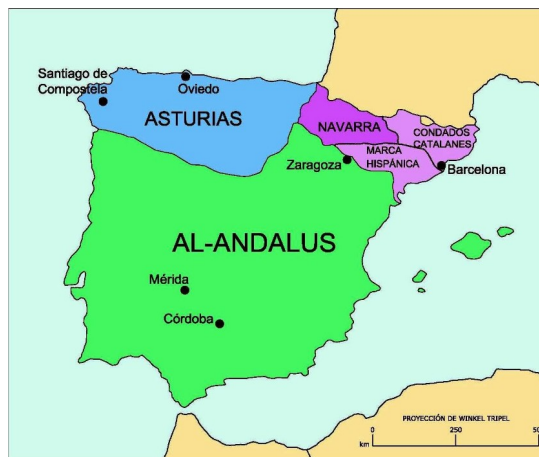 Santiago de
Compostela
Oviedo
ASTURIAS
NAVARRA
CONDADOS
CATALANES
MARCA
HISPÁNICA
Zaragoza
Barcelona
AL-ANDALUS
Mérida
Córdoba
PROYECCIÓN DE WINKEL TRIPEL
km
0 250